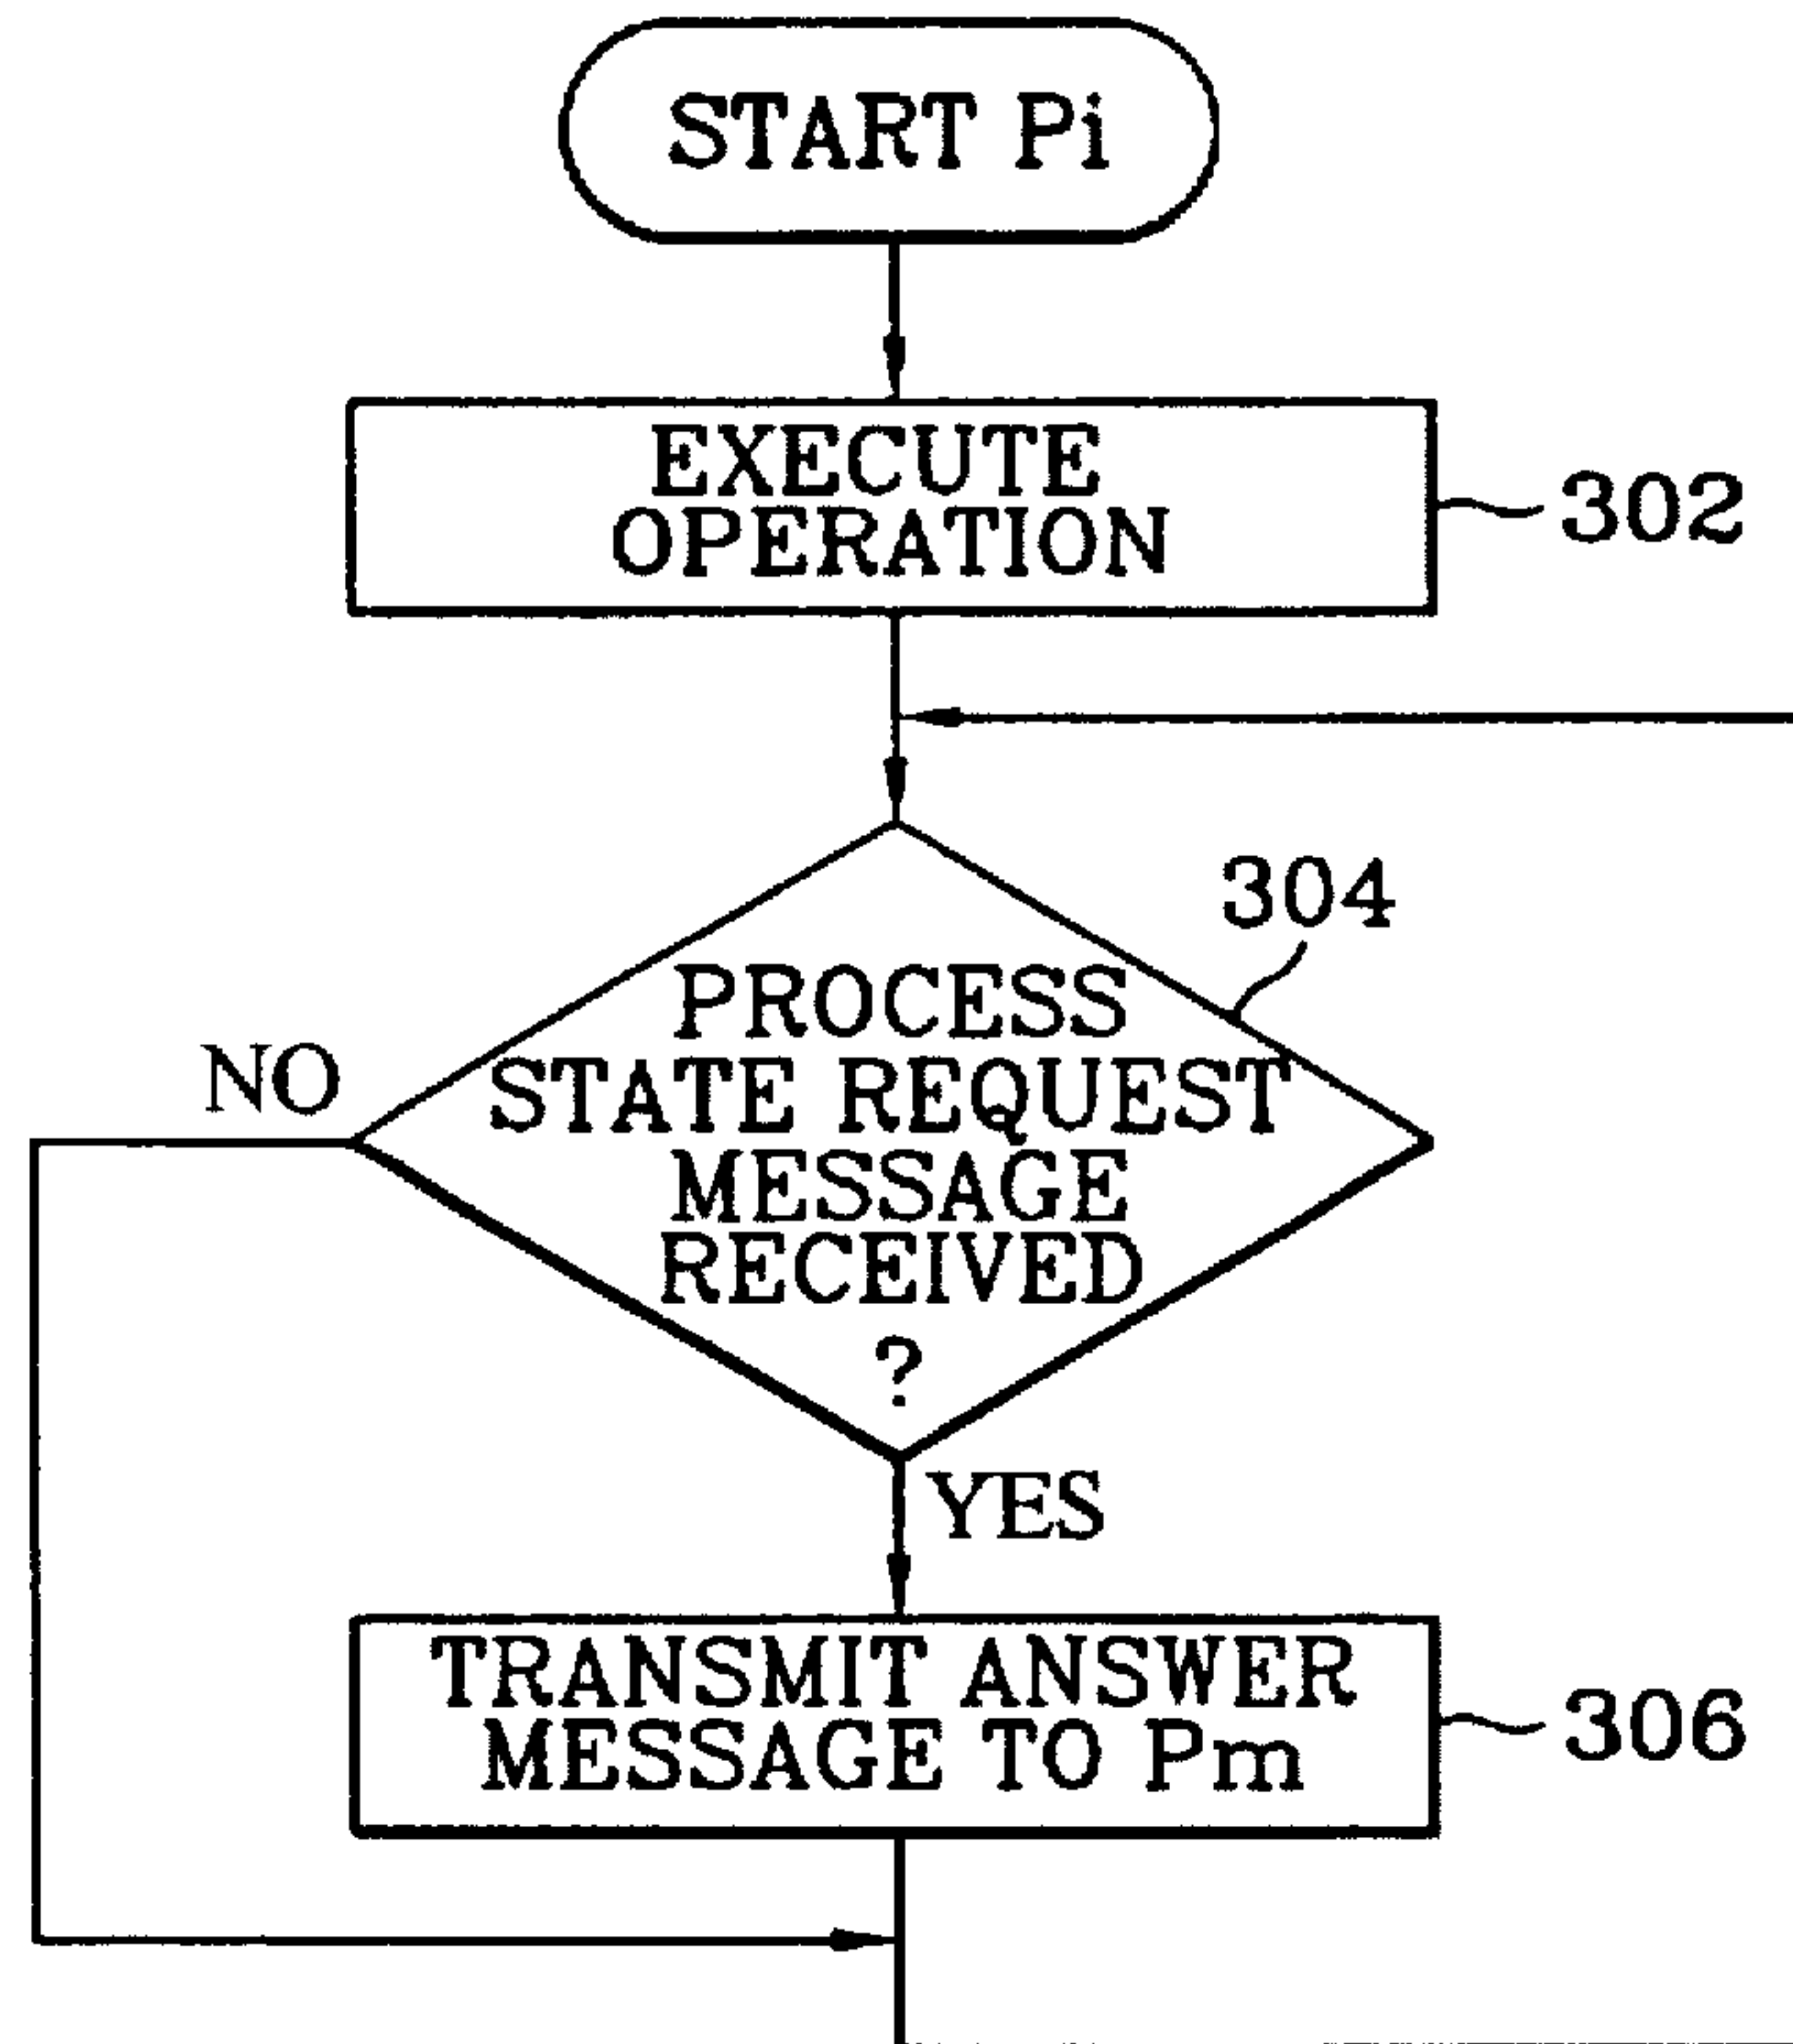 START Pi
EXECUTE
OPERATION
302
304
PROCESS
STATE REQUEST
MESSAGE
RECEIVED
?
NO
YES
TRANSMIT ANSWER
MESSAGE TO Pm
306